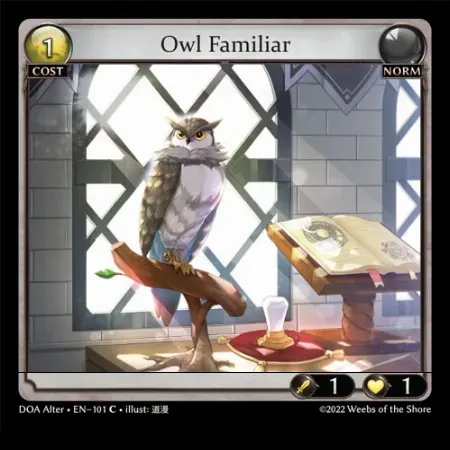 1
Owl Familiar
COST
NORM
1
1
DOA Alter • EN-101 C • illust: 道漫
©2022 Weebs of the Shore